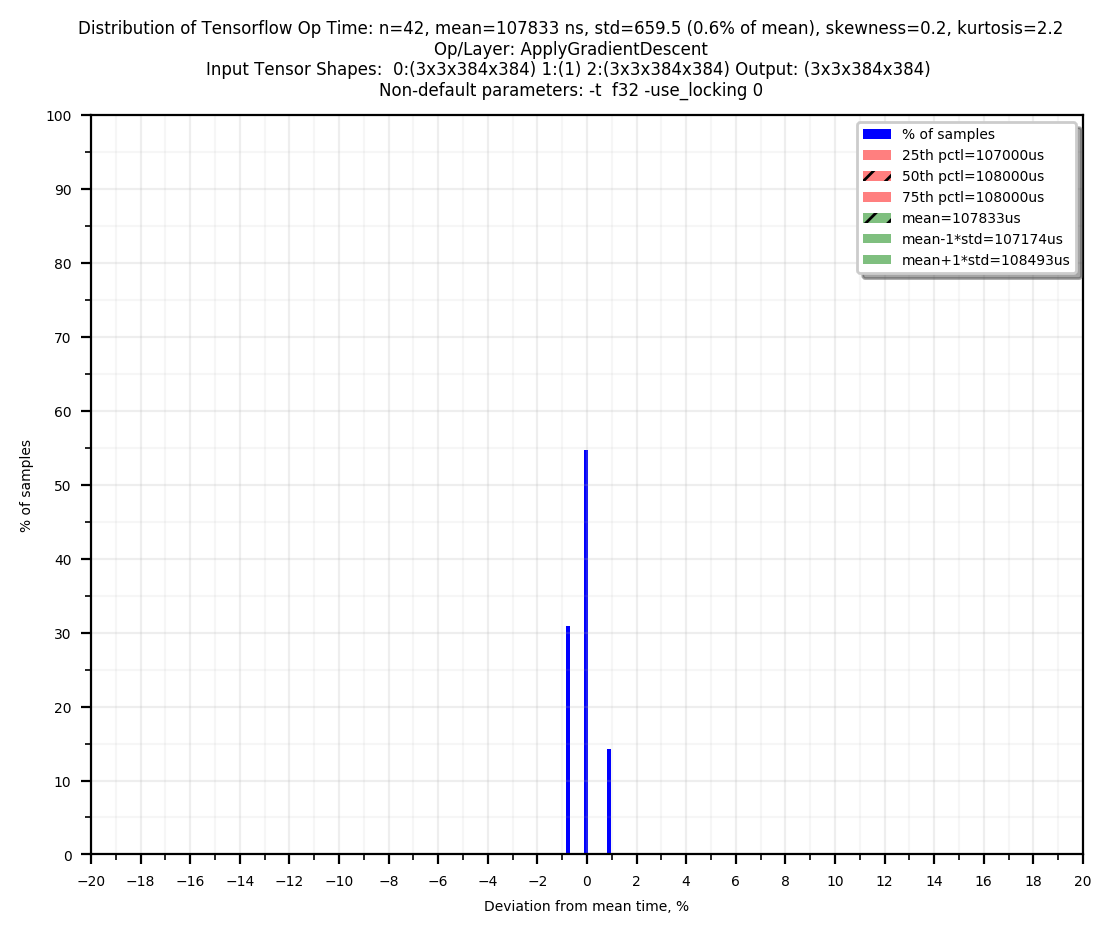 Distribution of Tensorflow Op Time: n=42, mean=107833 ns, std=659.5 (0.6% of mean), skewness=0.2, kurtosis=2.2
Op/Layer: ApplyGradientDescent
Input Tensor Shapes:  0:(3x3x384x384) 1:(1) 2:(3x3x384x384) Output: (3x3x384x384)
Non-default parameters: -t  f32 -use_locking 0
% of samples
25th pctl=107000us
50th pctl=108000us
75th pctl=108000us
mean=107833us
mean-1*std=107174us
mean+1*std=108493us
100
90
80
70
60
50
40
30
20
10
0
% of samples
−20 −18 −16 −14 −12 −10 −8 −6 −4 −2 0 2 4 6 8 10 12 14 16 18 20
Deviation from mean time, %